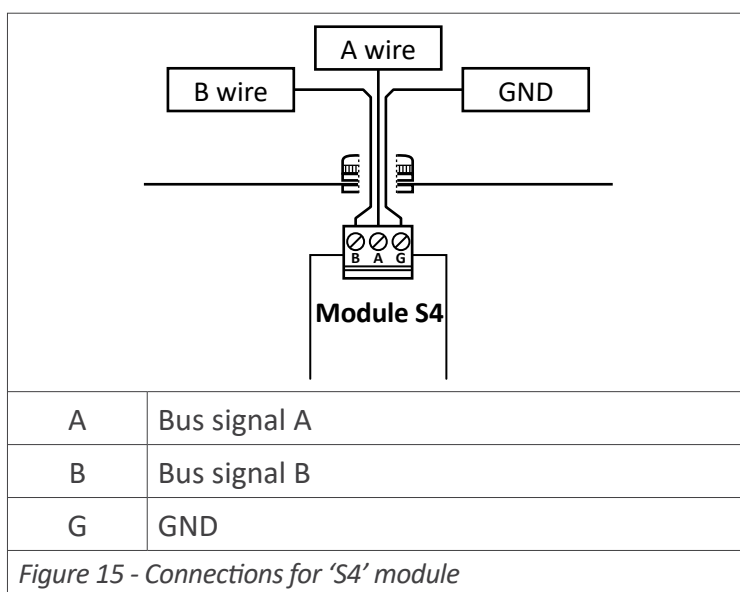 A wire
B wire
GND
B A G
Module S4
A Bus signal A
B Bus signal B
G GND
Figure 15 - Connections for ‘S4’ module